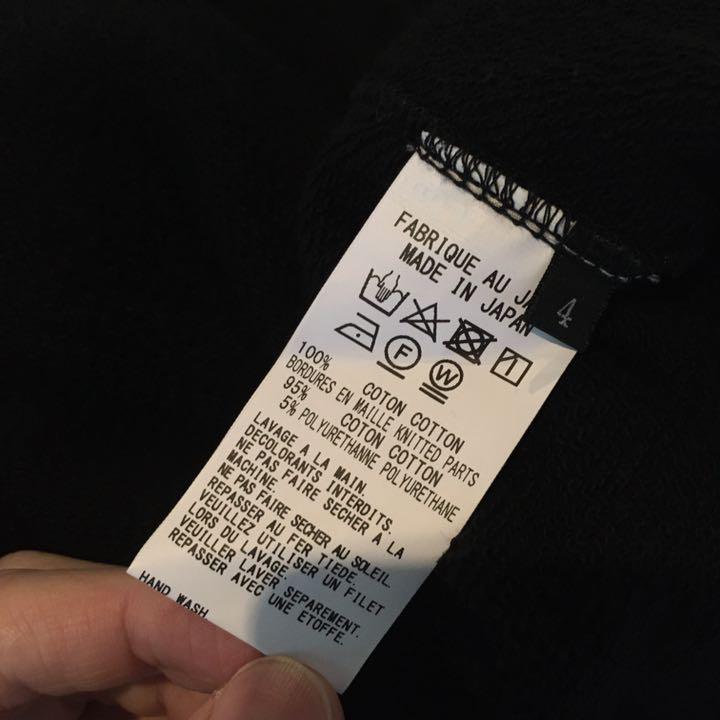 FABRIQUE AU JA
MADE IN JAPAN
4
F W
100% COTON COTTON
BORDURES EN MAILLE KNITTED PARTS
95% COTON COTTON
5% POLYURETHANNE POLYURETHANE
LAVAGE A LA MAIN.
DECOLORANTS INTERDITS.
NE PAS FAIRE SECHER A LA
MACHINE.
NE PAS FAIRE SECHER AU SOLEIL.
REPASSER AU FER TIEDE.
VEUILLEZ UTILISER UN FILET
LORS DU LAVAGE.
VEUILLER LAVER SEPAREMENT.
REPASSER AVEC UNE ETOFFE.
HAND WASH